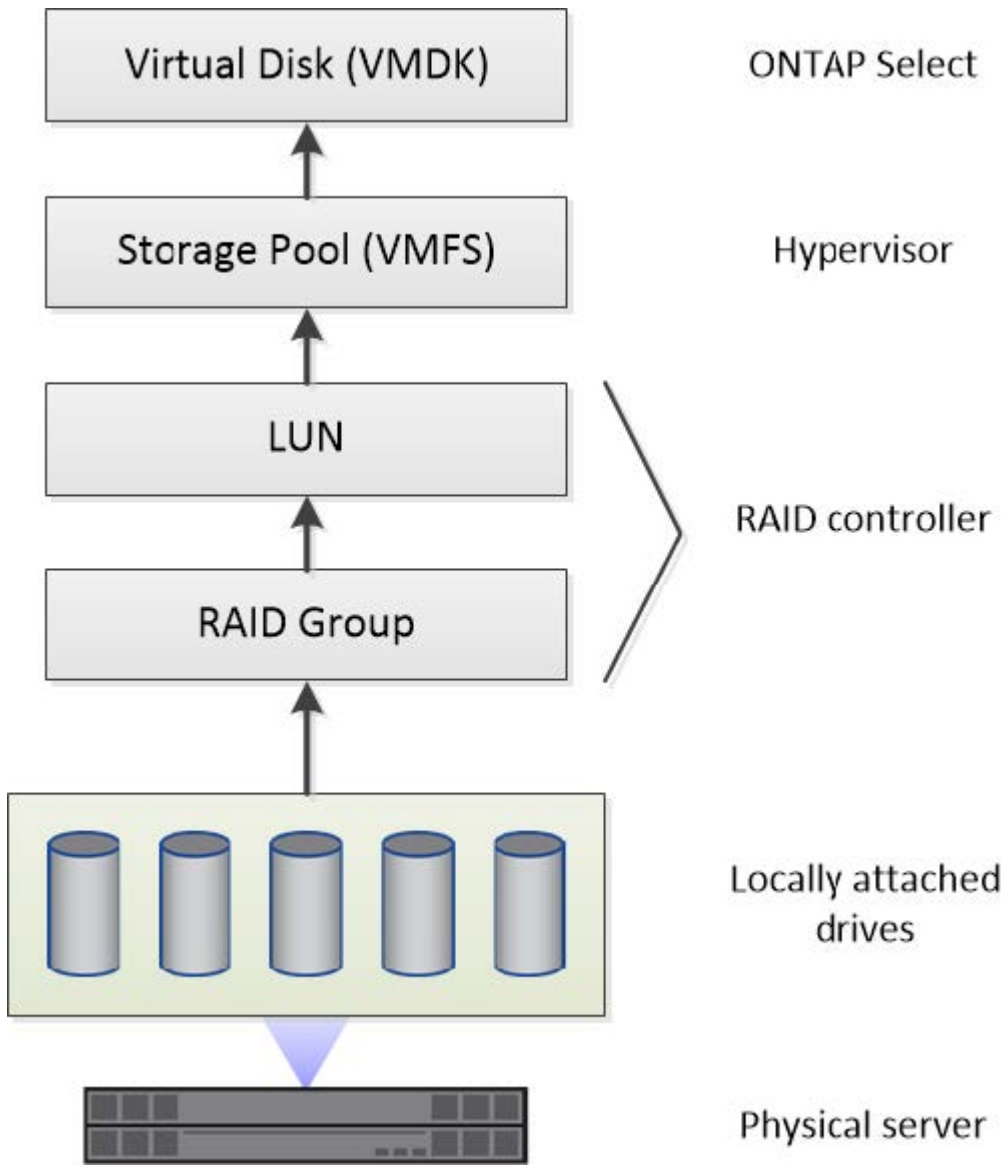 Virtual Disk (VMDK)
ONTAP Select
Storage Pool (VMFS)
Hypervisor
LUN
RAID controller
RAID Group
Locally attached
drives
Physical server